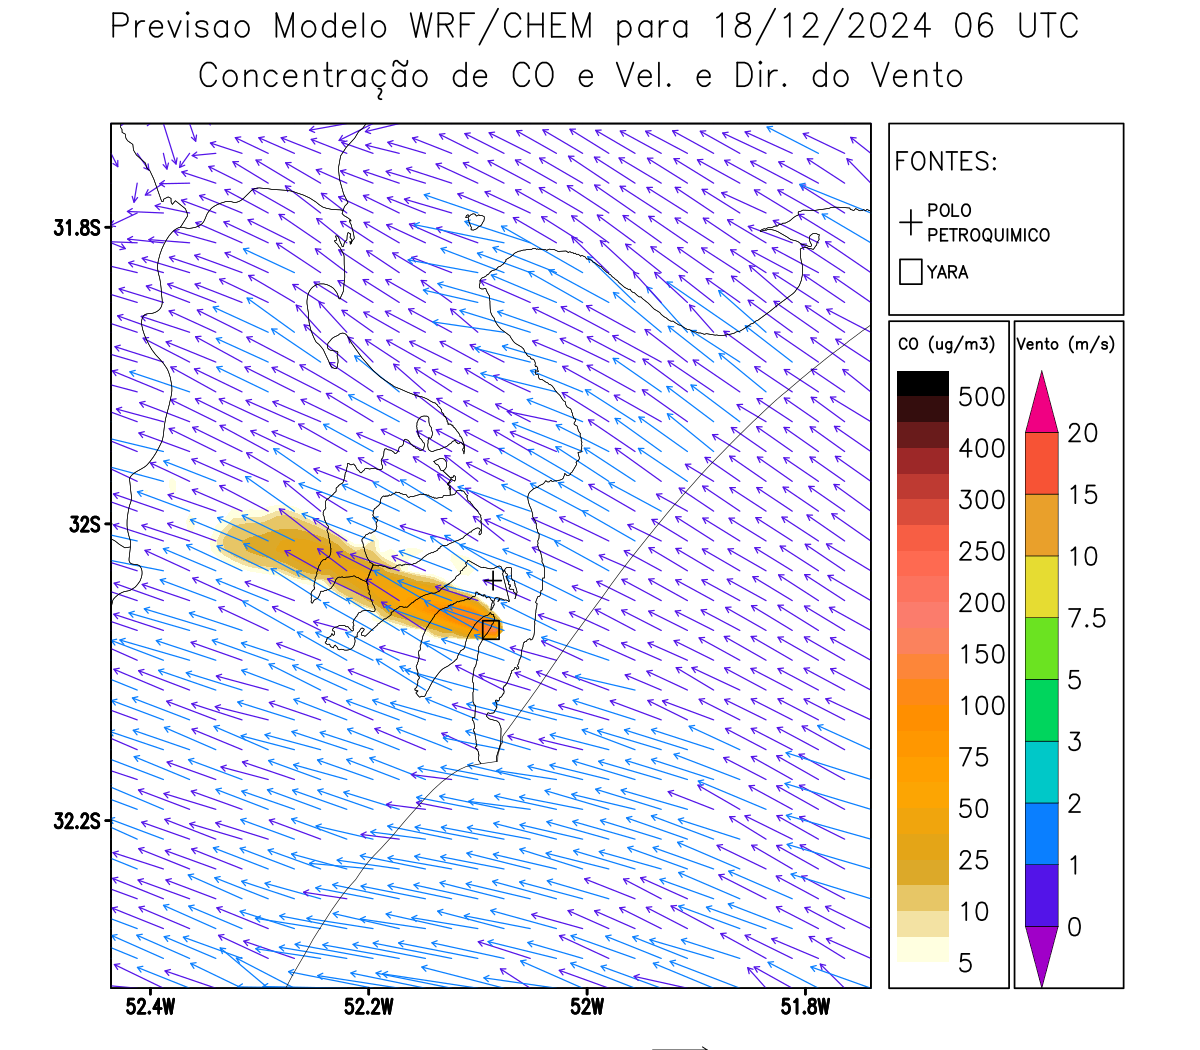 Previsao Modelo WRF/CHEM para 18/12/2024 06 UTC
Concentração de CO e Vel. e Dir. do Vento
FONTES:
POLO
PETROQUIMICO
YARA
31.8S
32S
32.2S
52.4W
52.2W
52W
51.8W
CO (ug/m3)
500
400
300
250
200
150
100
75
50
25
10
5
Vento (m/s)
20
15
10
7.5
5
3
2
1
0